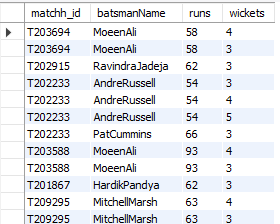 matchh_id batsmanName runs wickets
T203694 MoeenAli 58 4
T203694 MoeenAli 58 3
T202915 RavindraJadeja 62 3
T202233 AndreRussell 54 3
T202233 AndreRussell 54 4
T202233 AndreRussell 54 5
T202233 PatCummins 66 3
T203588 MoeenAli 93 4
T203588 MoeenAli 93 3
T201867 HardikPandya 62 3
T209295 MitchellMarsh 63 4
T209295 MitchellMarsh 63 3